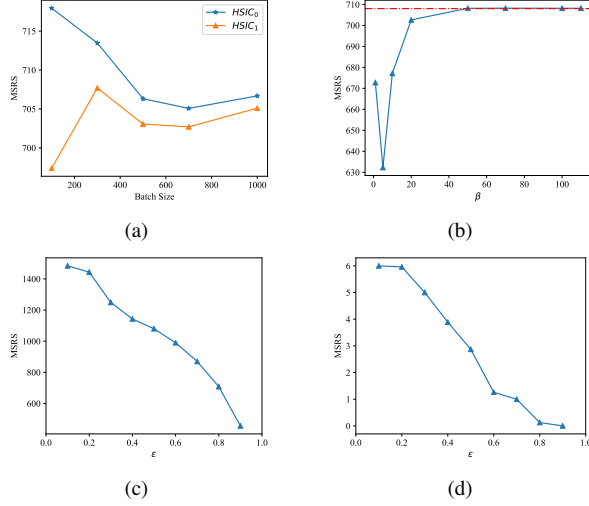 HSIC₀
HSIC₁
715
710
705
700
MSRS
200 400 600 800 1000
Batch Size
(a)
710
700
690
680
670
660
650
640
630
MSRS
0 20 40 60 80 100
β
(b)
1400
1200
1000
800
600
MSRS
0.0 0.2 0.4 0.6 0.8 1.0
ε
(c)
6
5
4
3
2
1
0
MSRS
0.0 0.2 0.4 0.6 0.8 1.0
ε
(d)